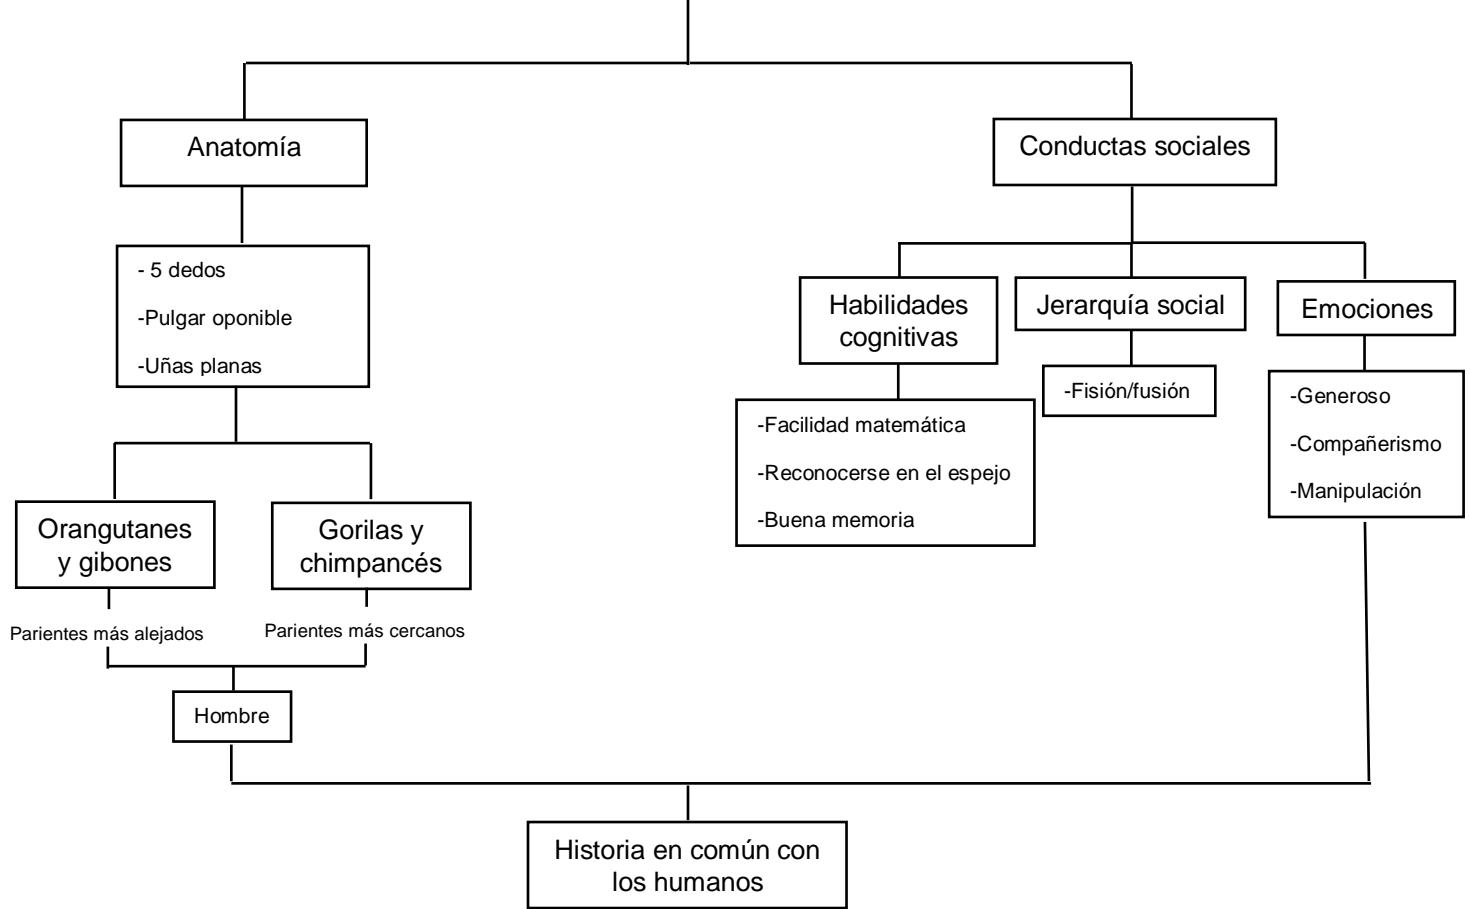 Anatomía
Conductas sociales
- 5 dedos
-Pulgar oponible
-Uñas planas
Habilidades
cognitivas
Jerarquía social
Emociones
-Facilidad matemática
-Reconocerse en el espejo
-Buena memoria
-Fisión/fusión
-Generoso
-Compañerismo
-Manipulación
Orangutanes
y gibones
Gorilas y
chimpancés
Parientes más alejados
Parientes más cercanos
Hombre
Historia en común con
los humanos